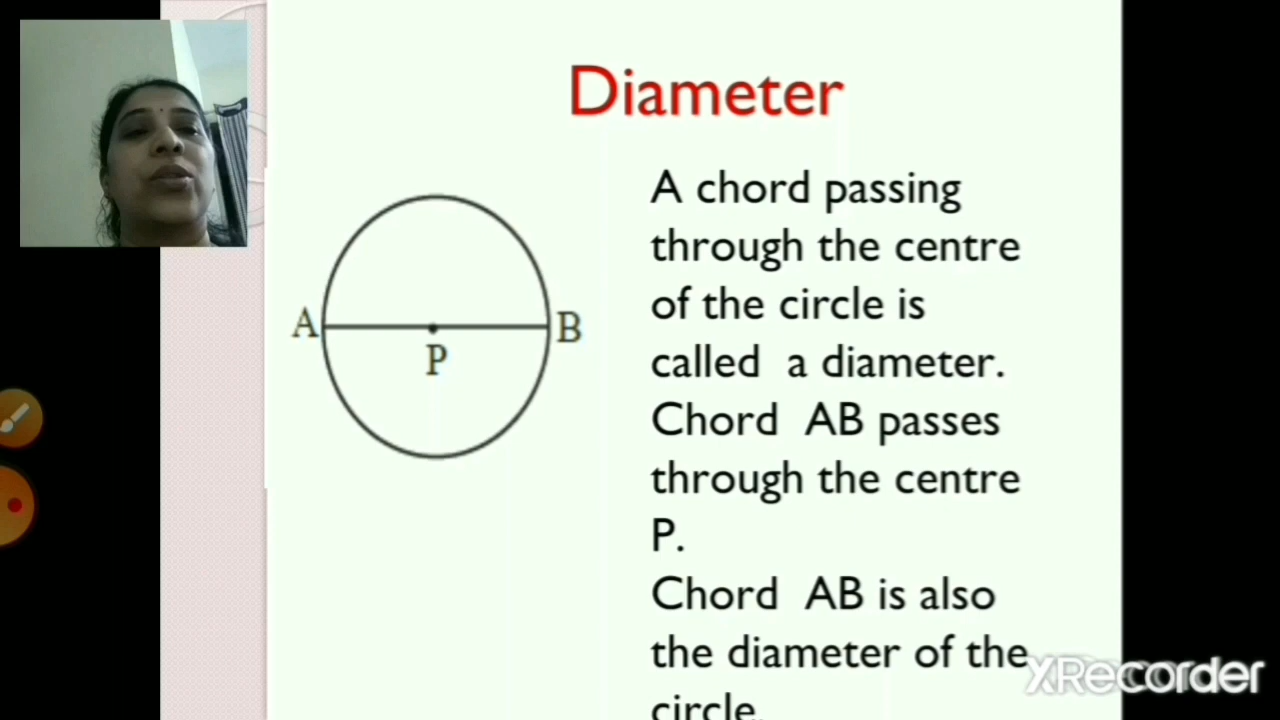 Diameter
A chord passing
through the centre
of the circle is
called a diameter.
Chord AB passes
through the centre
P.
Chord AB is also
the diameter of the
circle.
A
B
P
XRecorder